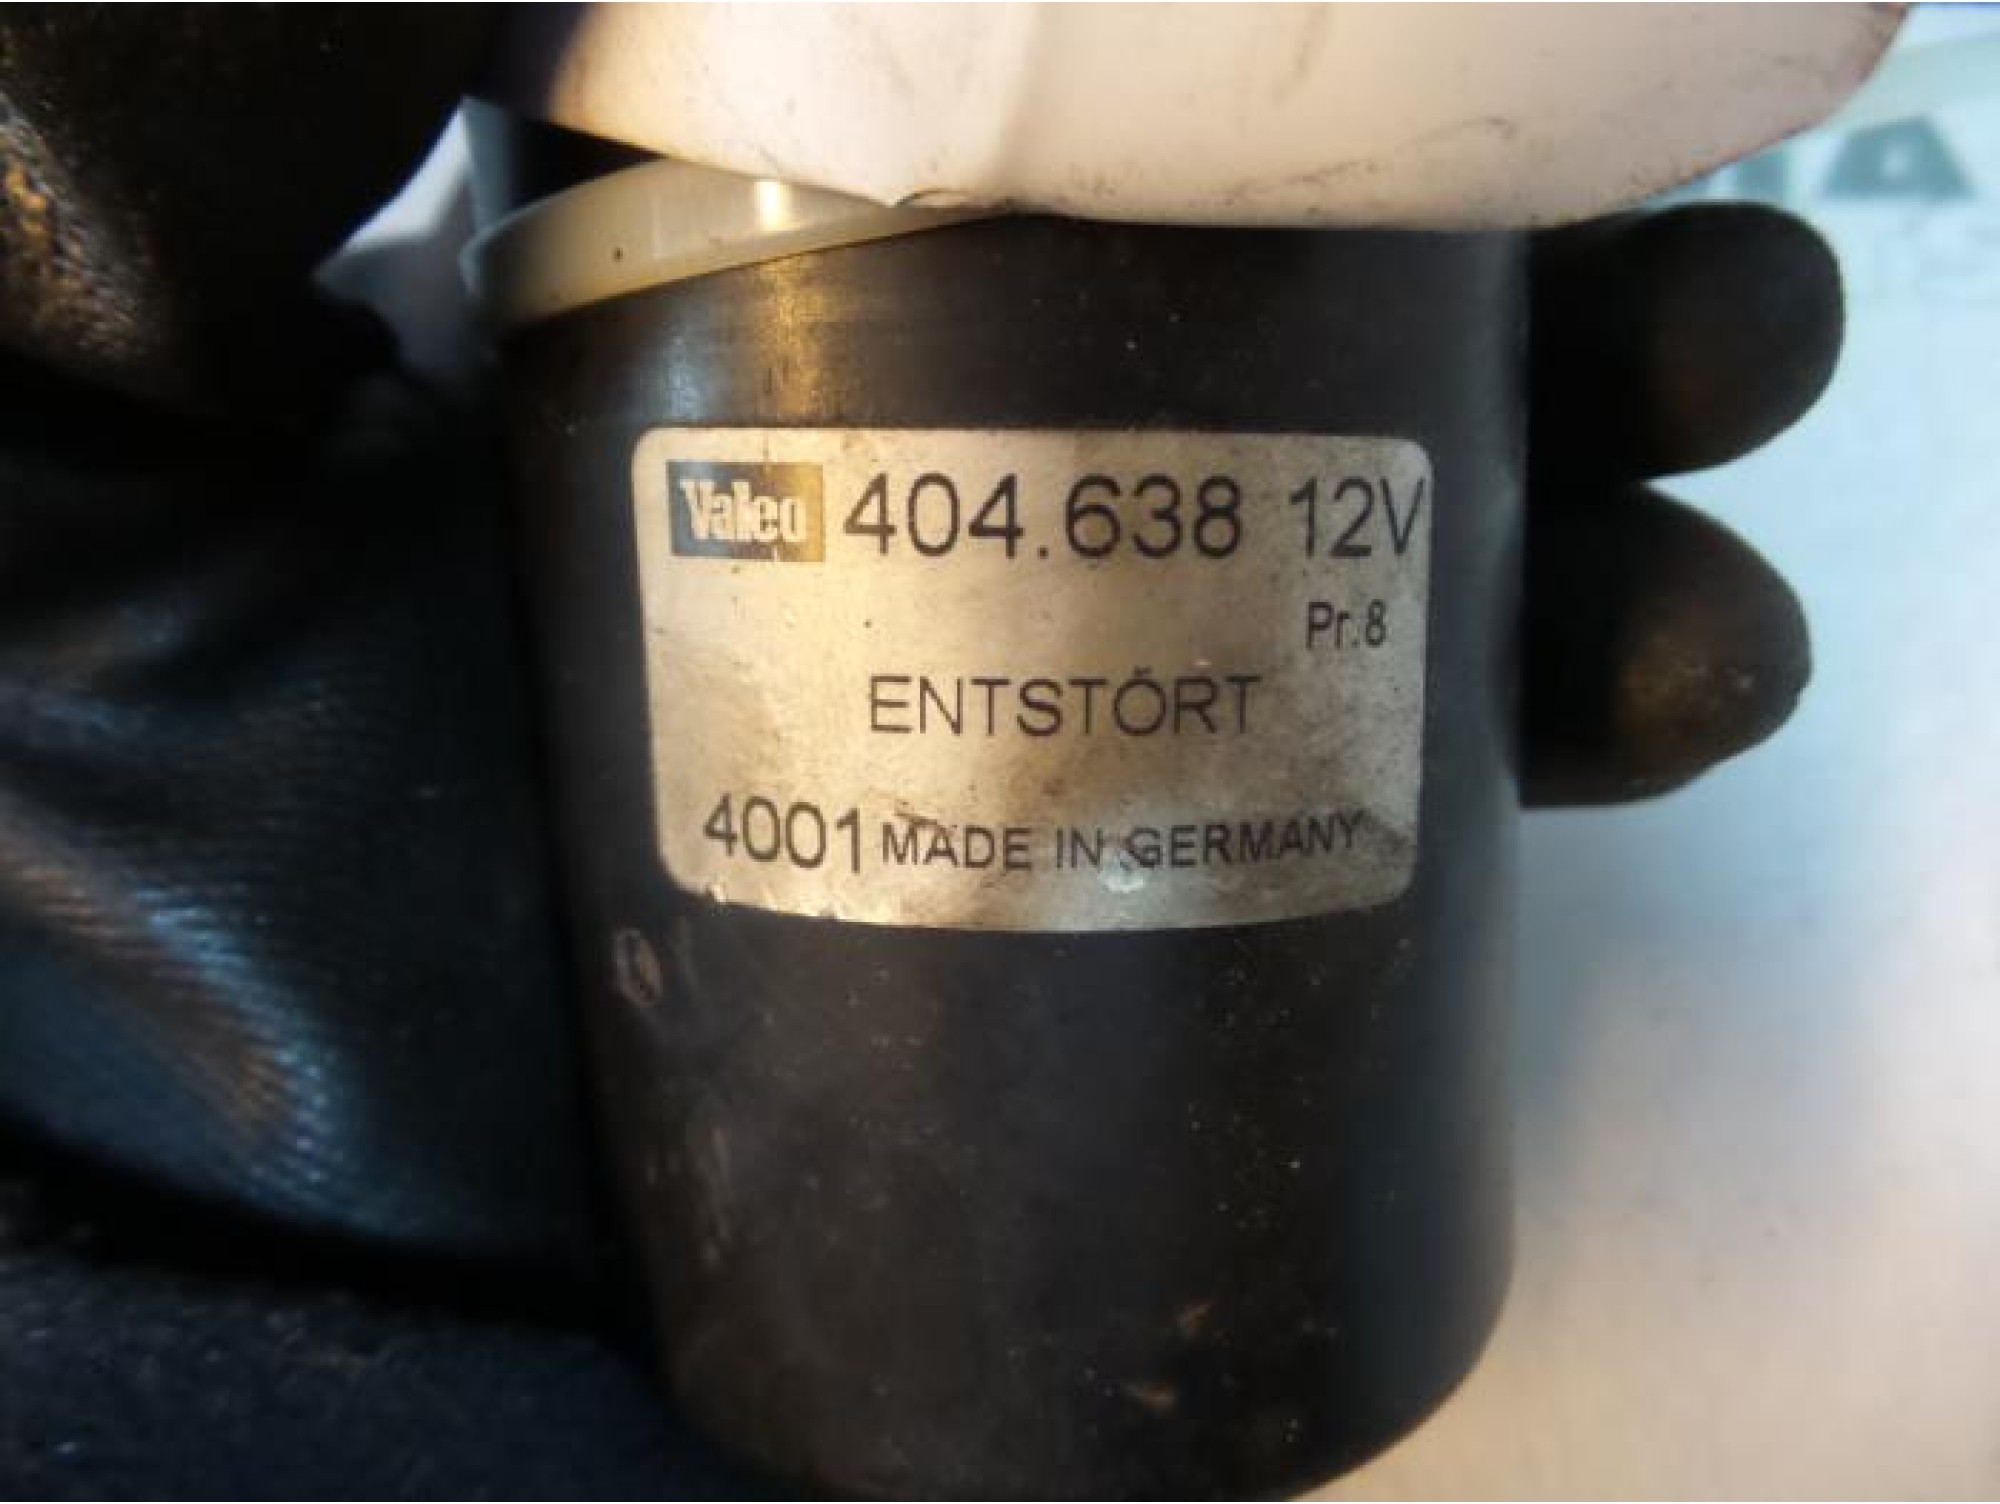 Valeo 404.638 12V
Pr.8
ENTSTÖRT
4001 MADE IN GERMANY